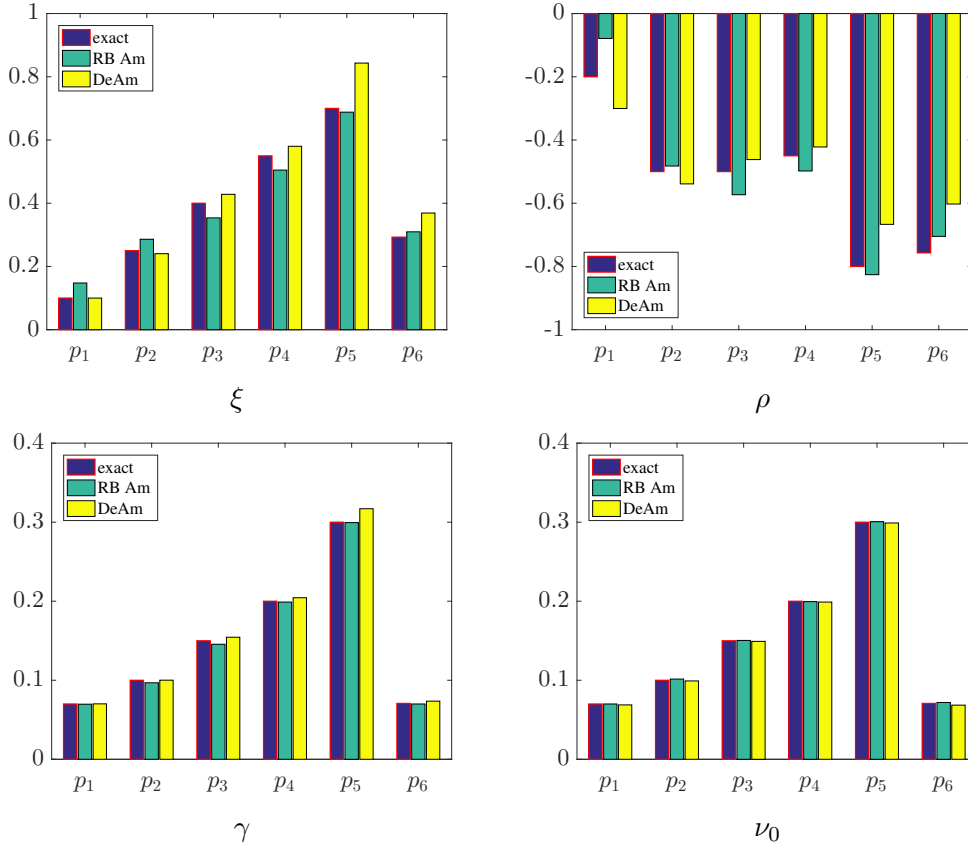 1
0.8
0.6
0.4
0.2
0
exact
RB Am
DeAm
p₁ p₂ p₃ p₄ p₅ p₆
ξ
0
-0.2
-0.4
-0.6
-0.8
-1
exact
RB Am
DeAm
p₁ p₂ p₃ p₄ p₅ p₆
ρ
0.4
0.3
0.2
0.1
0
exact
RB Am
DeAm
p₁ p₂ p₃ p₄ p₅ p₆
γ
0.4
0.3
0.2
0.1
0
exact
RB Am
DeAm
p₁ p₂ p₃ p₄ p₅ p₆
ν₀